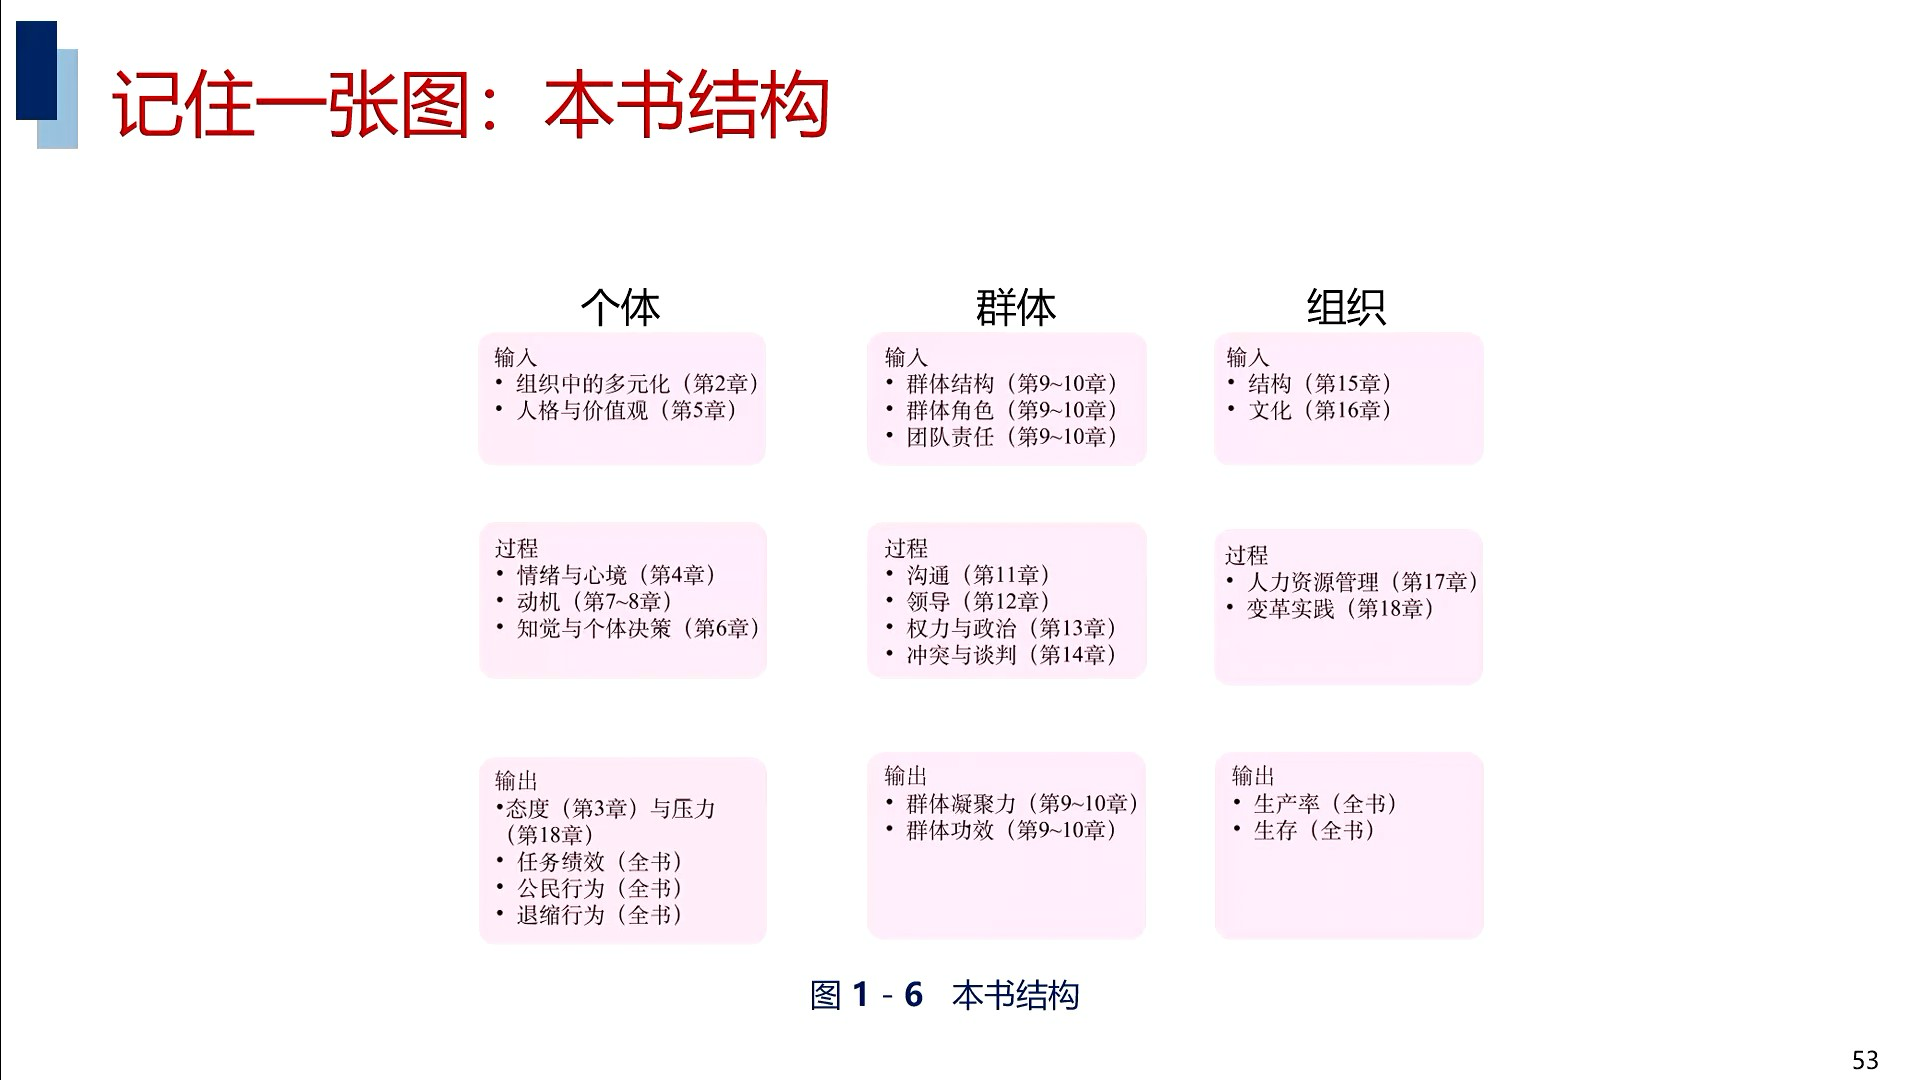 记住一张图：本书结构
个体
输入
• 组织中的多元化（第2章）
• 人格与价值观（第5章）
过程
• 情绪与心境（第4章）
• 动机（第7~8章）
• 知觉与个体决策（第6章）
输出
•态度（第3章）与压力
（第18章）
• 任务绩效（全书）
• 公民行为（全书）
• 退缩行为（全书）
群体
输入
• 群体结构（第9~10章）
• 群体角色（第9~10章）
• 团队责任（第9~10章）
过程
• 沟通（第11章）
• 领导（第12章）
• 权力与政治（第13章）
• 冲突与谈判（第14章）
输出
• 群体凝聚力（第9~10章）
• 群体功效（第9~10章）
组织
输入
• 结构（第15章）
• 文化（第16章）
过程
• 人力资源管理（第17章）
• 变革实践（第18章）
输出
• 生产率（全书）
• 生存（全书）
图 1 - 6 本书结构
53